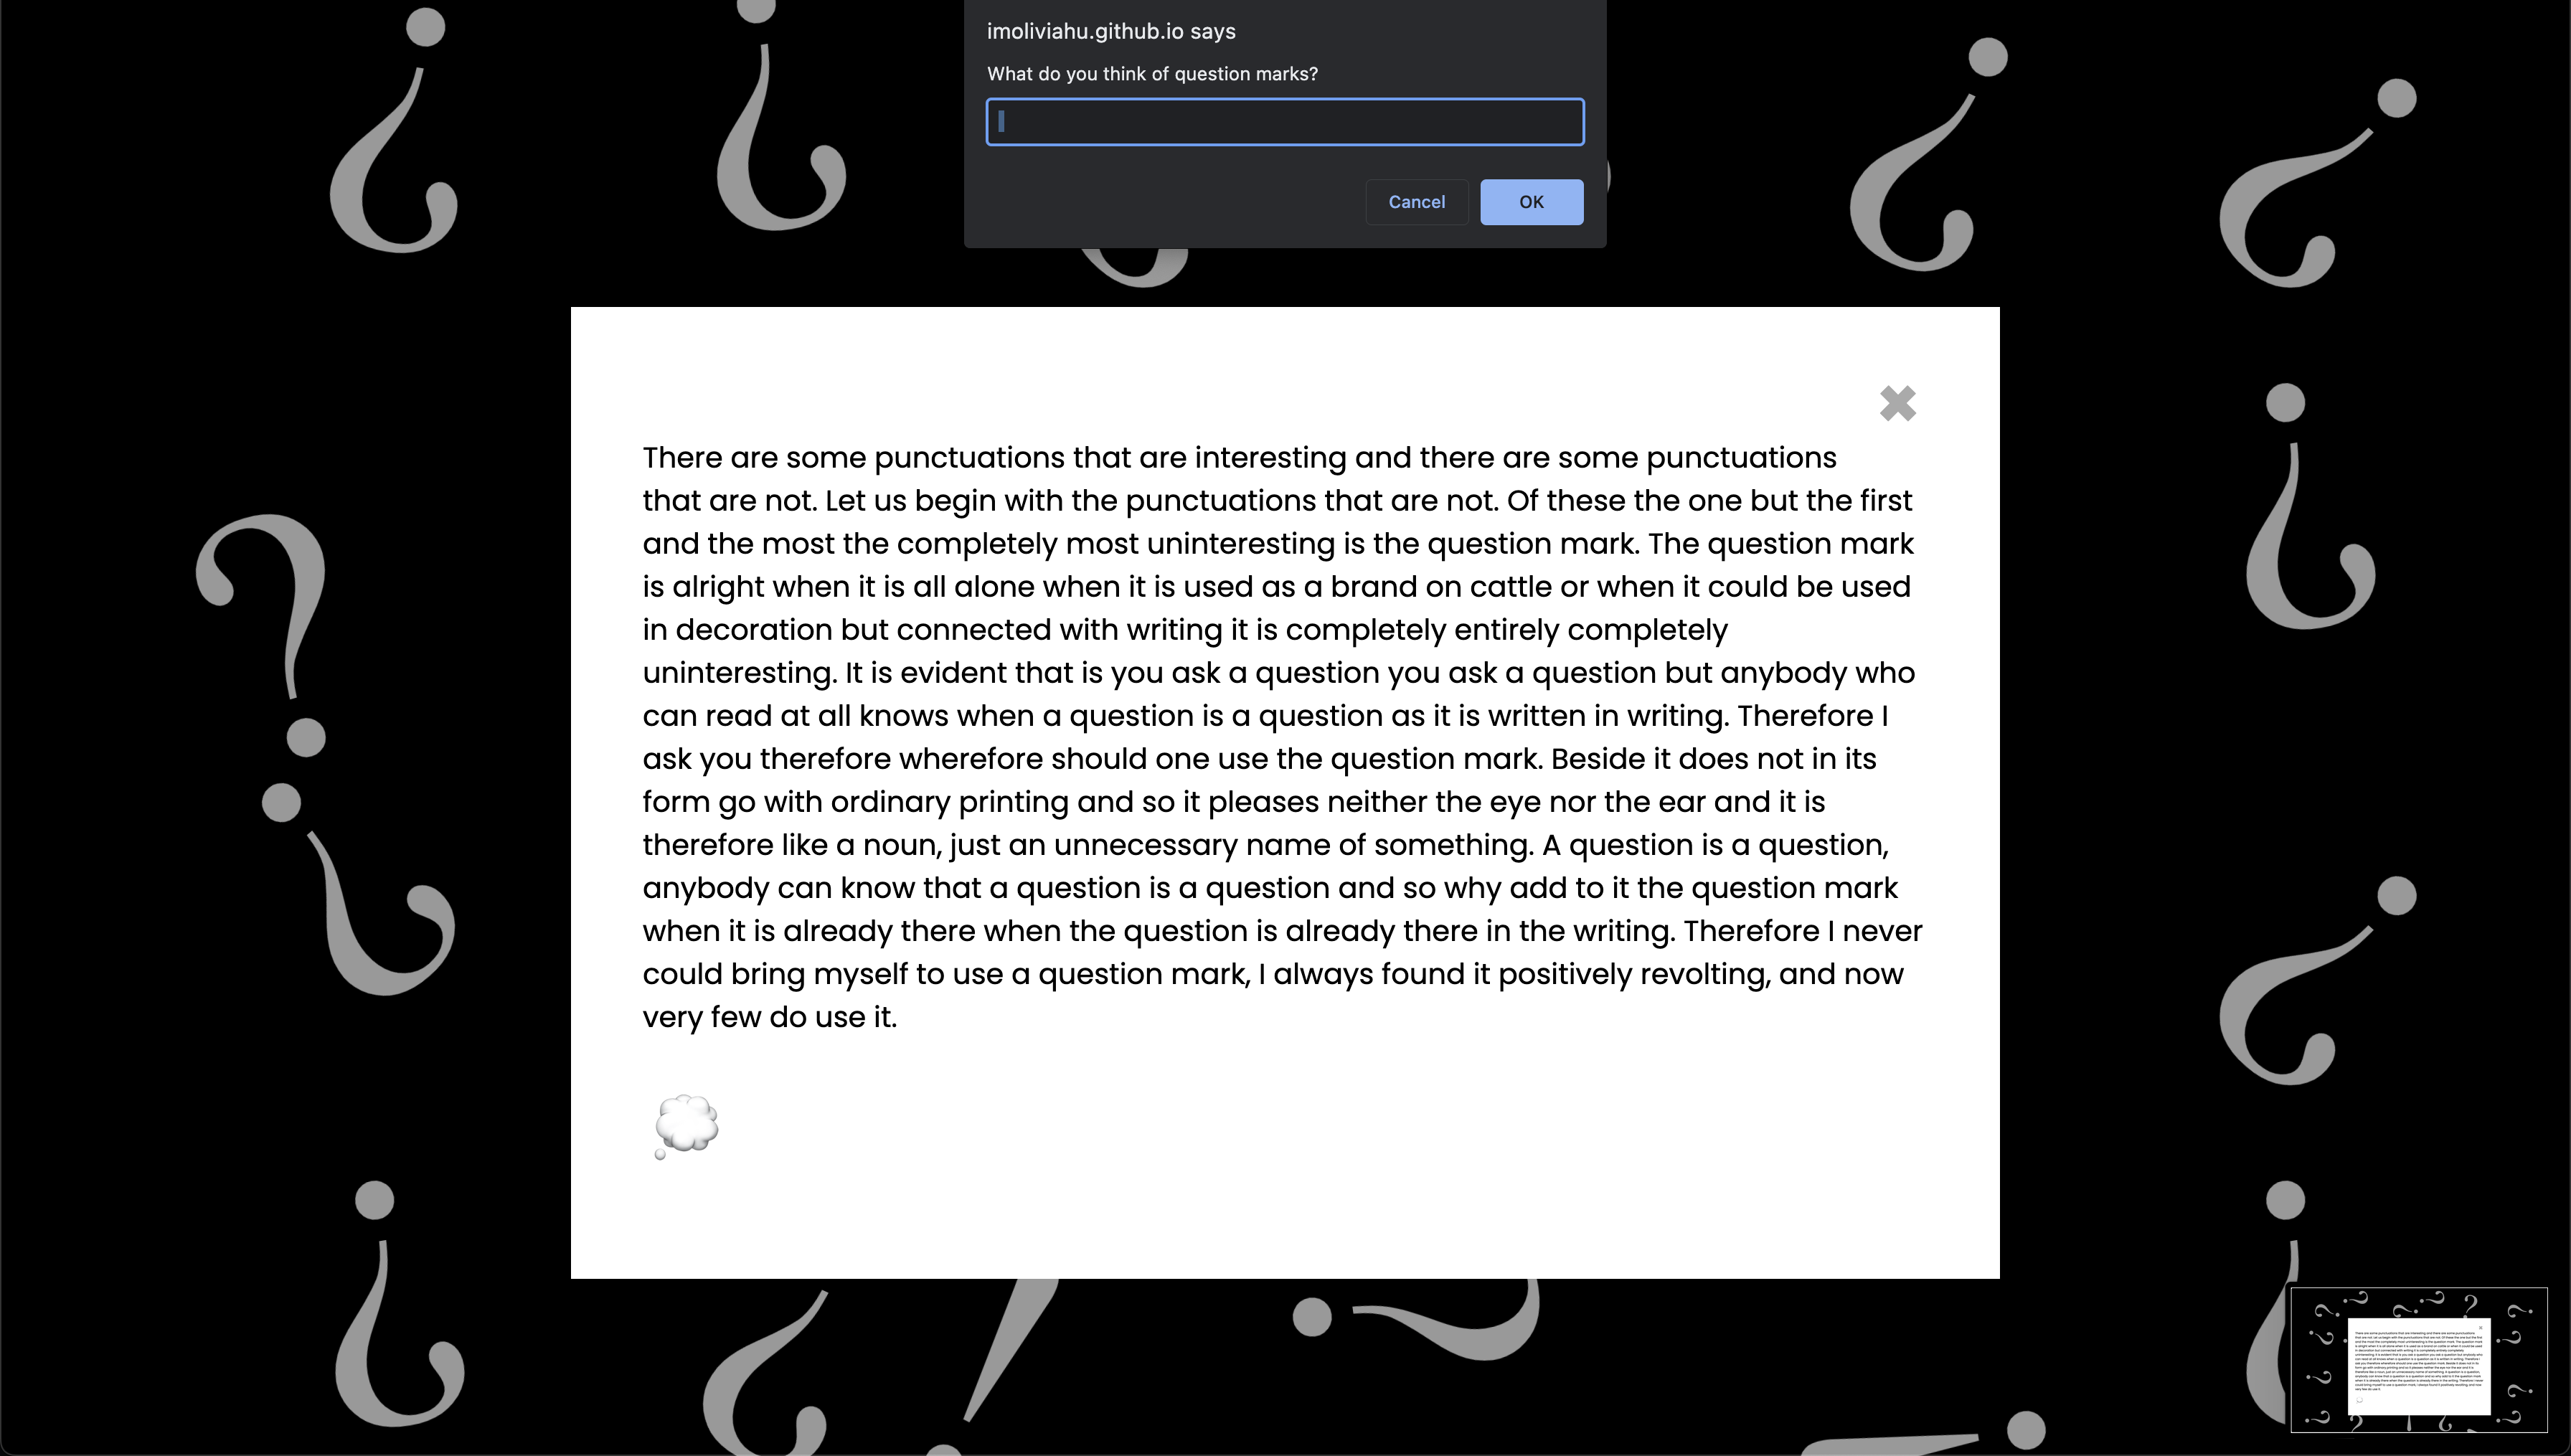 imoliviahu.github.io says
What do you think of question marks?
Cancel OK
There are some punctuations that are interesting and there are some punctuations
that are not. Let us begin with the punctuations that are not. Of these the one but the first
and the most the completely most uninteresting is the question mark. The question mark
is alright when it is all alone when it is used as a brand on cattle or when it could be used
in decoration but connected with writing it is completely entirely completely
uninteresting. It is evident that is you ask a question you ask a question but anybody who
can read at all knows when a question is a question as it is written in writing. Therefore I
ask you therefore wherefore should one use the question mark. Beside it does not in its
form go with ordinary printing and so it pleases neither the eye nor the ear and it is
therefore like a noun, just an unnecessary name of something. A question is a question,
anybody can know that a question is a question and so why add to it the question mark
when it is already there when the question is already there in the writing. Therefore I never
could bring myself to use a question mark, I always found it positively revolting, and now
very few do use it.